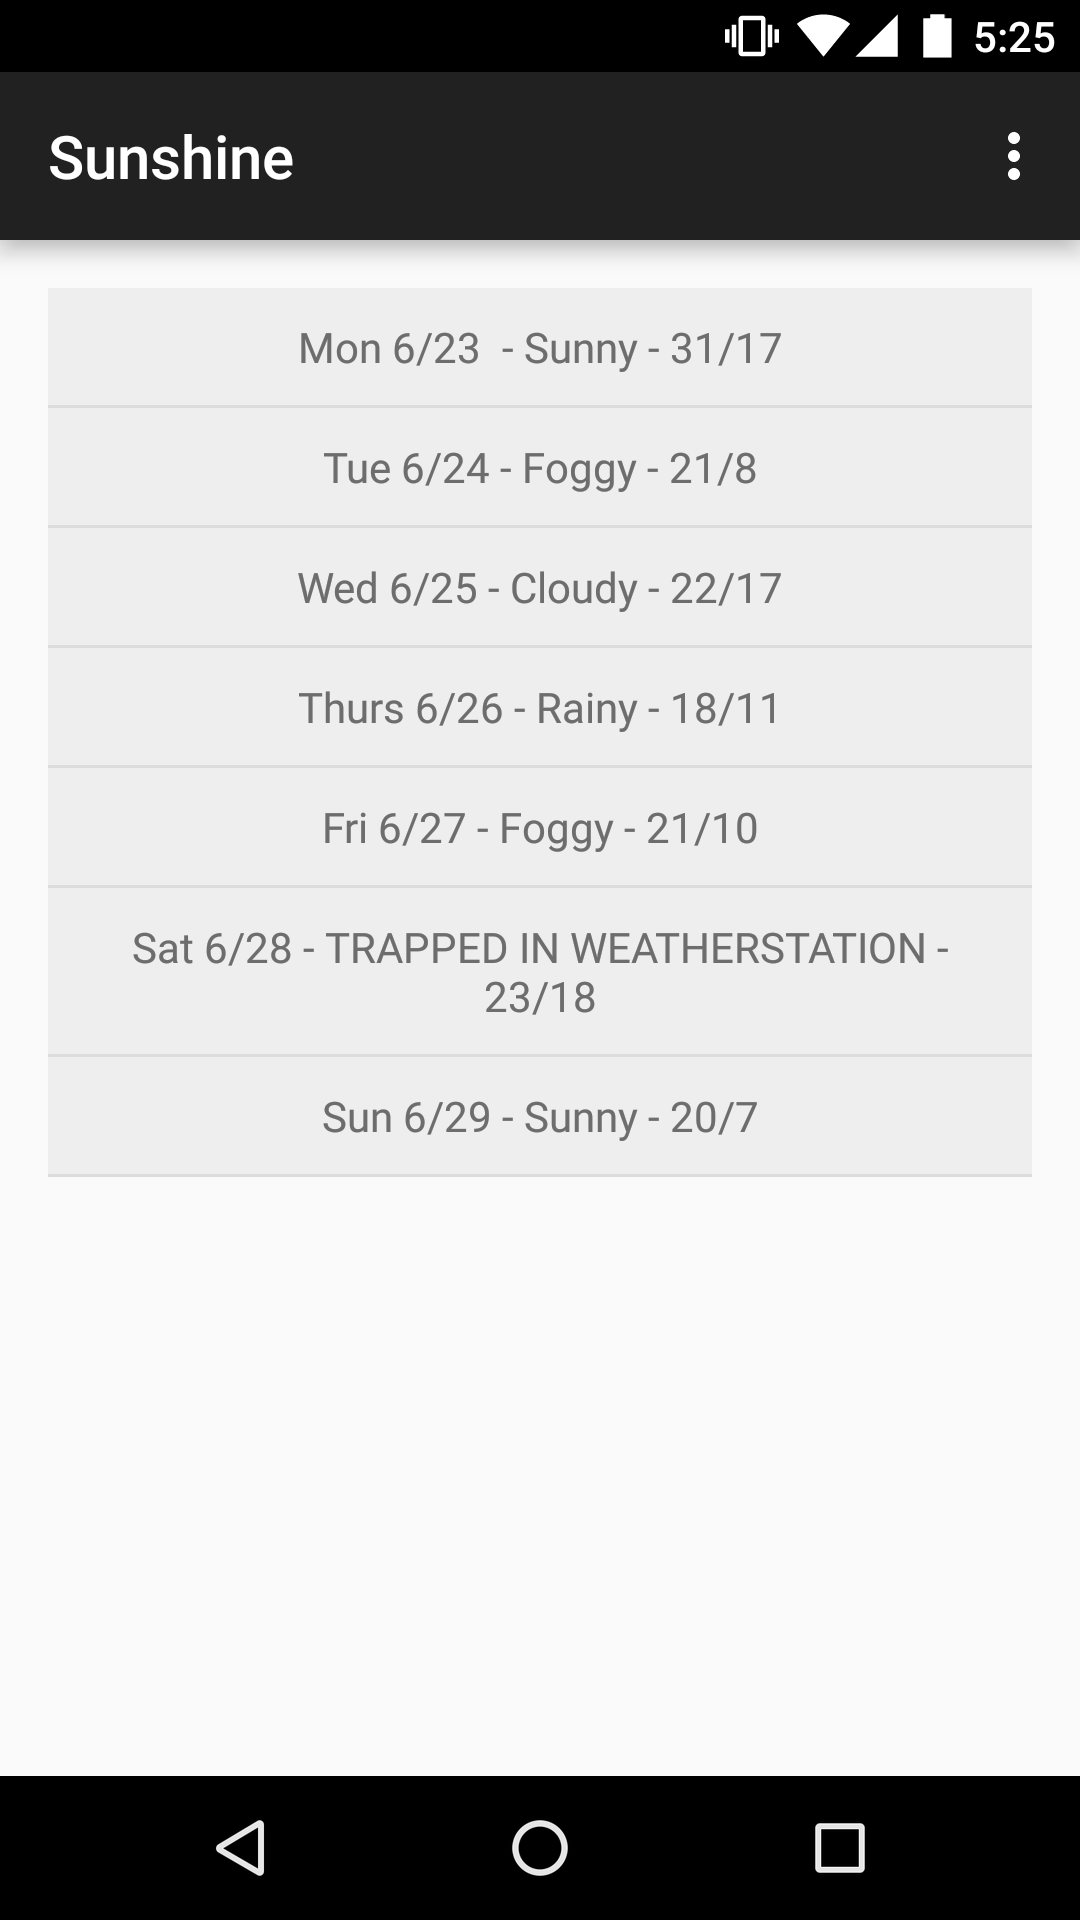 5:25
Sunshine
Mon 6/23  - Sunny - 31/17
Tue 6/24 - Foggy - 21/8
Wed 6/25 - Cloudy - 22/17
Thurs 6/26 - Rainy - 18/11
Fri 6/27 - Foggy - 21/10
Sat 6/28 - TRAPPED IN WEATHERSTATION -
23/18
Sun 6/29 - Sunny - 20/7